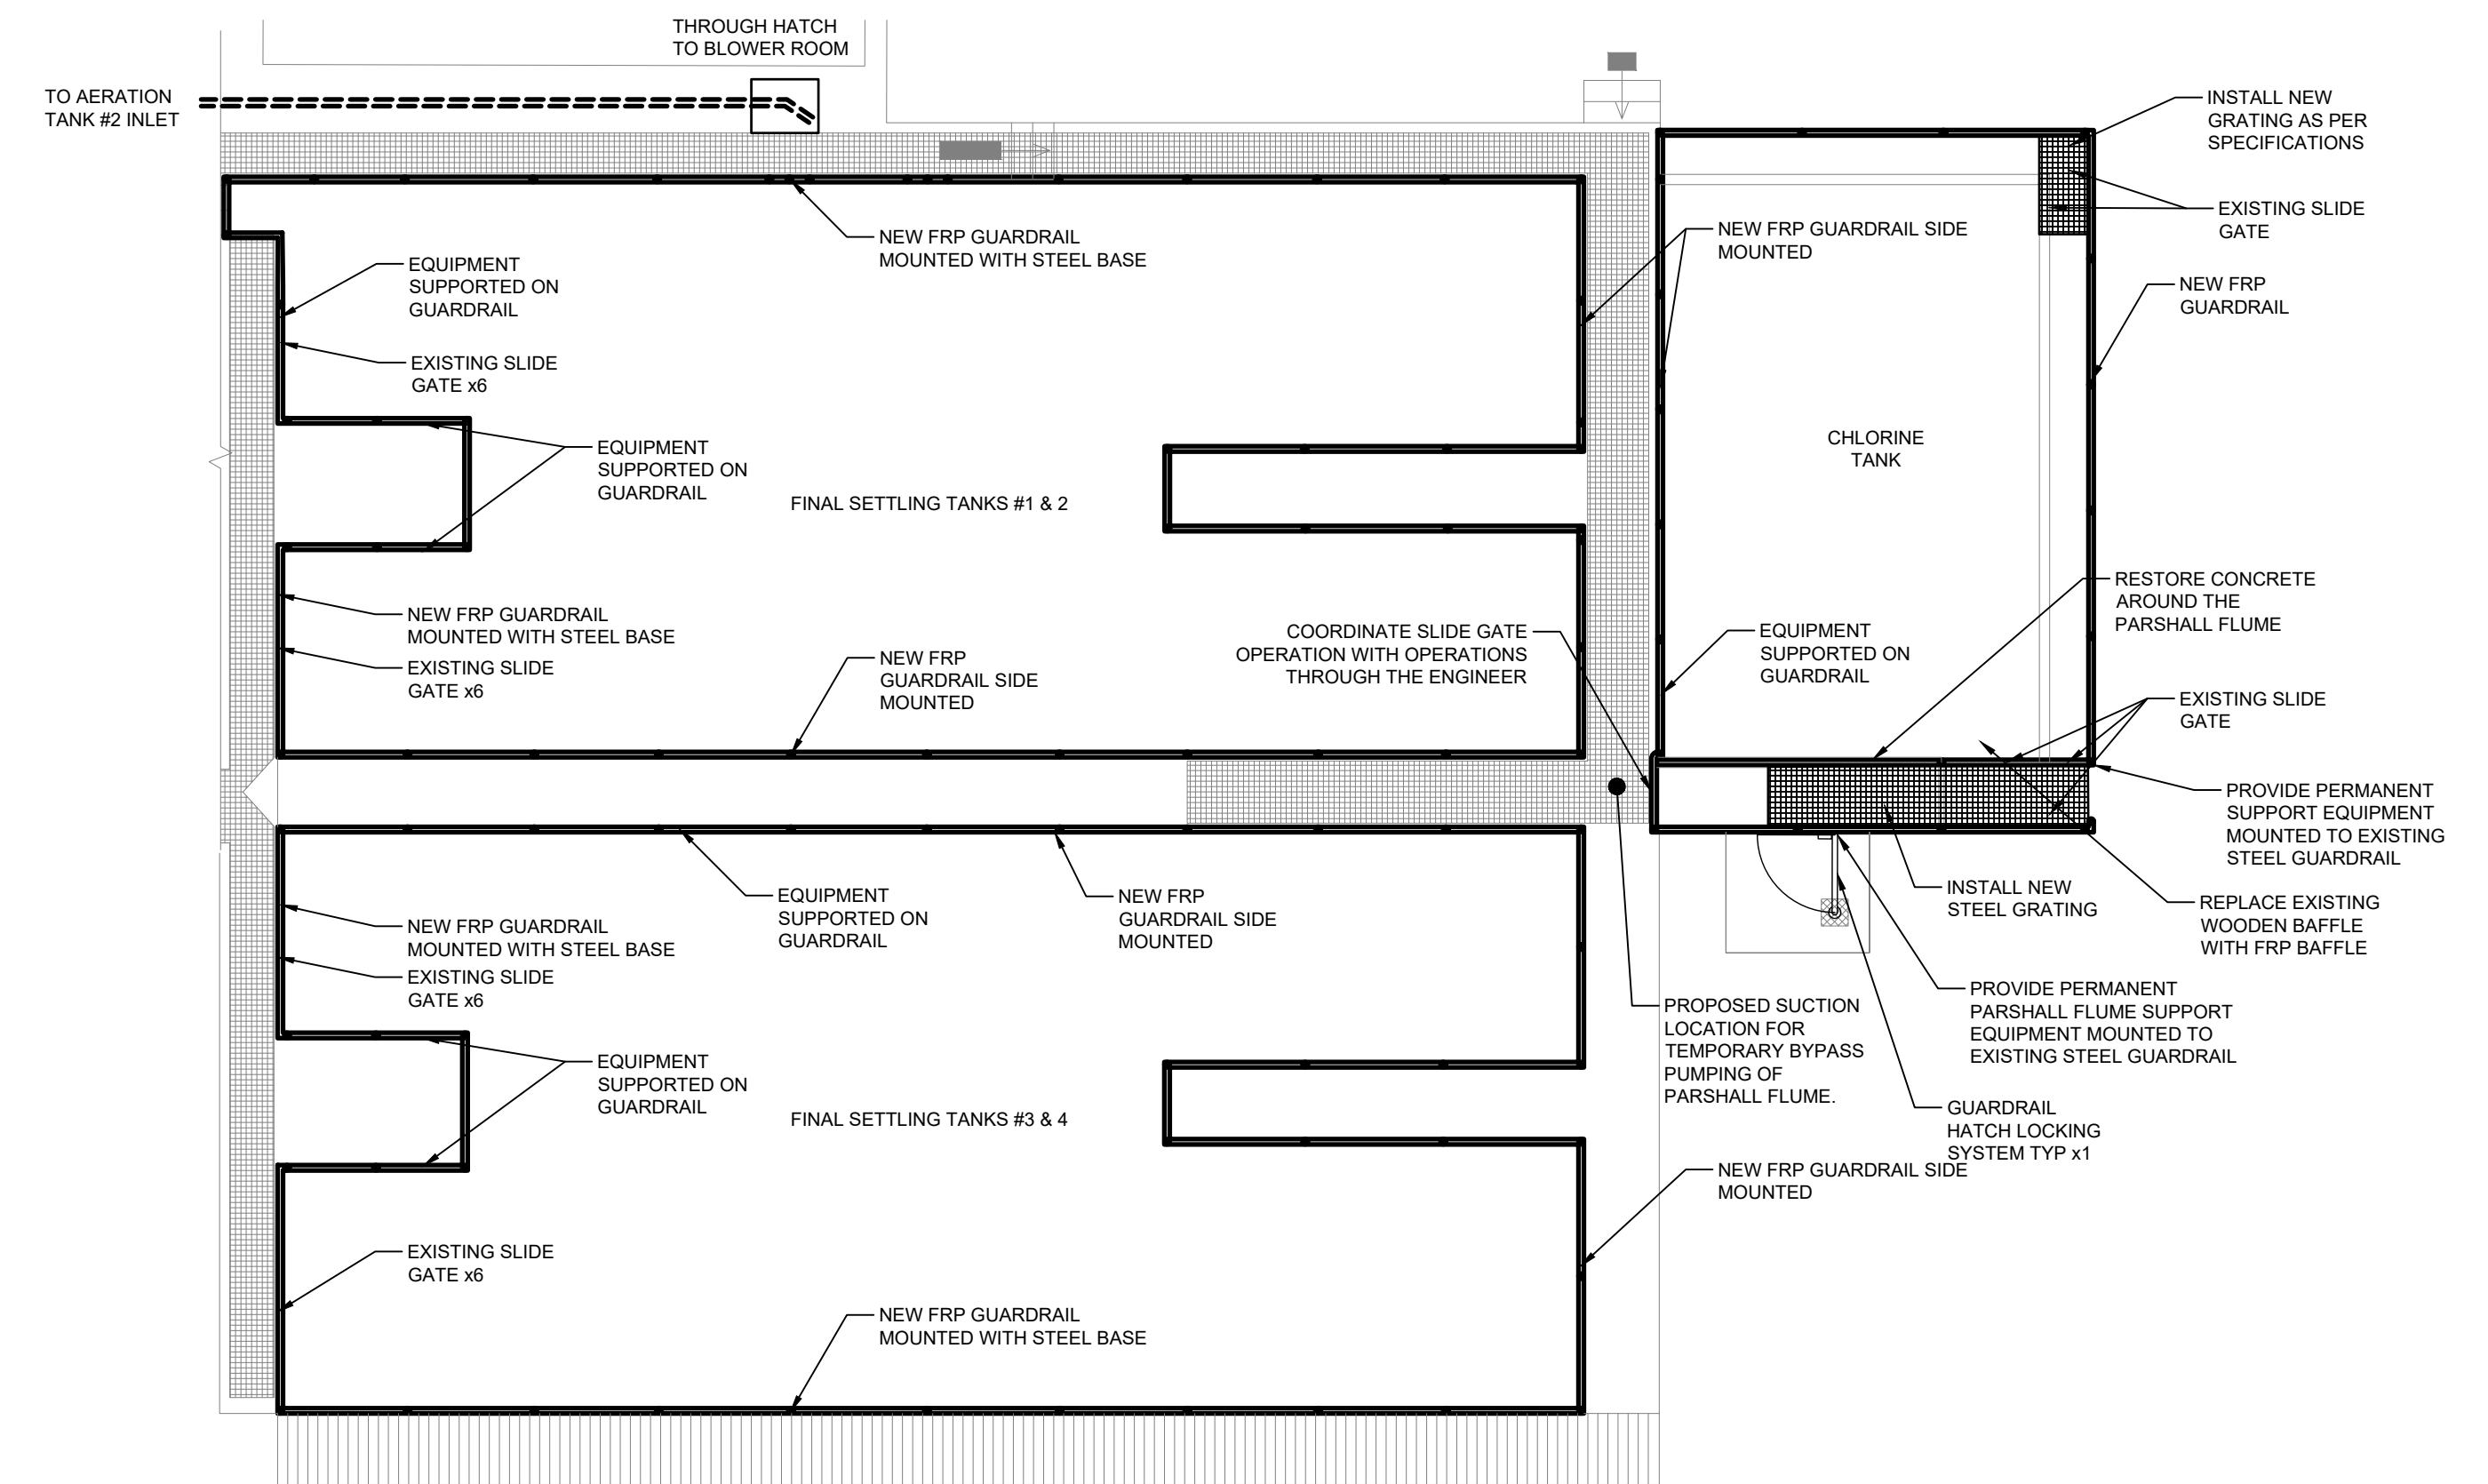 THROUGH HATCH
TO BLOWER ROOM
TO AERATION
TANK #2 INLET
INSTALL NEW
GRATING AS PER
SPECIFICATIONS
EXISTING SLIDE
GATE
NEW FRP GUARDRAIL
MOUNTED WITH STEEL BASE
NEW FRP GUARDRAIL SIDE
MOUNTED
EQUIPMENT
SUPPORTED ON
GUARDRAIL
NEW FRP
GUARDRAIL
EXISTING SLIDE
GATE x6
EQUIPMENT
SUPPORTED ON
GUARDRAIL
CHLORINE
TANK
FINAL SETTLING TANKS #1 & 2
NEW FRP GUARDRAIL
MOUNTED WITH STEEL BASE
EXISTING SLIDE
GATE x6
NEW FRP
GUARDRAIL SIDE
MOUNTED
COORDINATE SLIDE GATE
OPERATION WITH OPERATIONS
THROUGH THE ENGINEER
EQUIPMENT
SUPPORTED ON
GUARDRAIL
RESTORE CONCRETE
AROUND THE
PARSHALL FLUME
EXISTING SLIDE
GATE
PROVIDE PERMANENT
SUPPORT EQUIPMENT
MOUNTED TO EXISTING
STEEL GUARDRAIL
NEW FRP GUARDRAIL
MOUNTED WITH STEEL BASE
EXISTING SLIDE
GATE x6
EQUIPMENT
SUPPORTED ON
GUARDRAIL
NEW FRP
GUARDRAIL SIDE
MOUNTED
INSTALL NEW
STEEL GRATING
REPLACE EXISTING
WOODEN BAFFLE
WITH FRP BAFFLE
PROPOSED SUCTION
LOCATION FOR
TEMPORARY BYPASS
PUMPING OF
PARSHALL FLUME.
PROVIDE PERMANENT
PARSHALL FLUME SUPPORT
EQUIPMENT MOUNTED TO
EXISTING STEEL GUARDRAIL
EQUIPMENT
SUPPORTED ON
GUARDRAIL
FINAL SETTLING TANKS #3 & 4
GUARDRAIL
HATCH LOCKING
SYSTEM TYP x1
NEW FRP GUARDRAIL SIDE
MOUNTED
EXISTING SLIDE
GATE x6
NEW FRP GUARDRAIL
MOUNTED WITH STEEL BASE